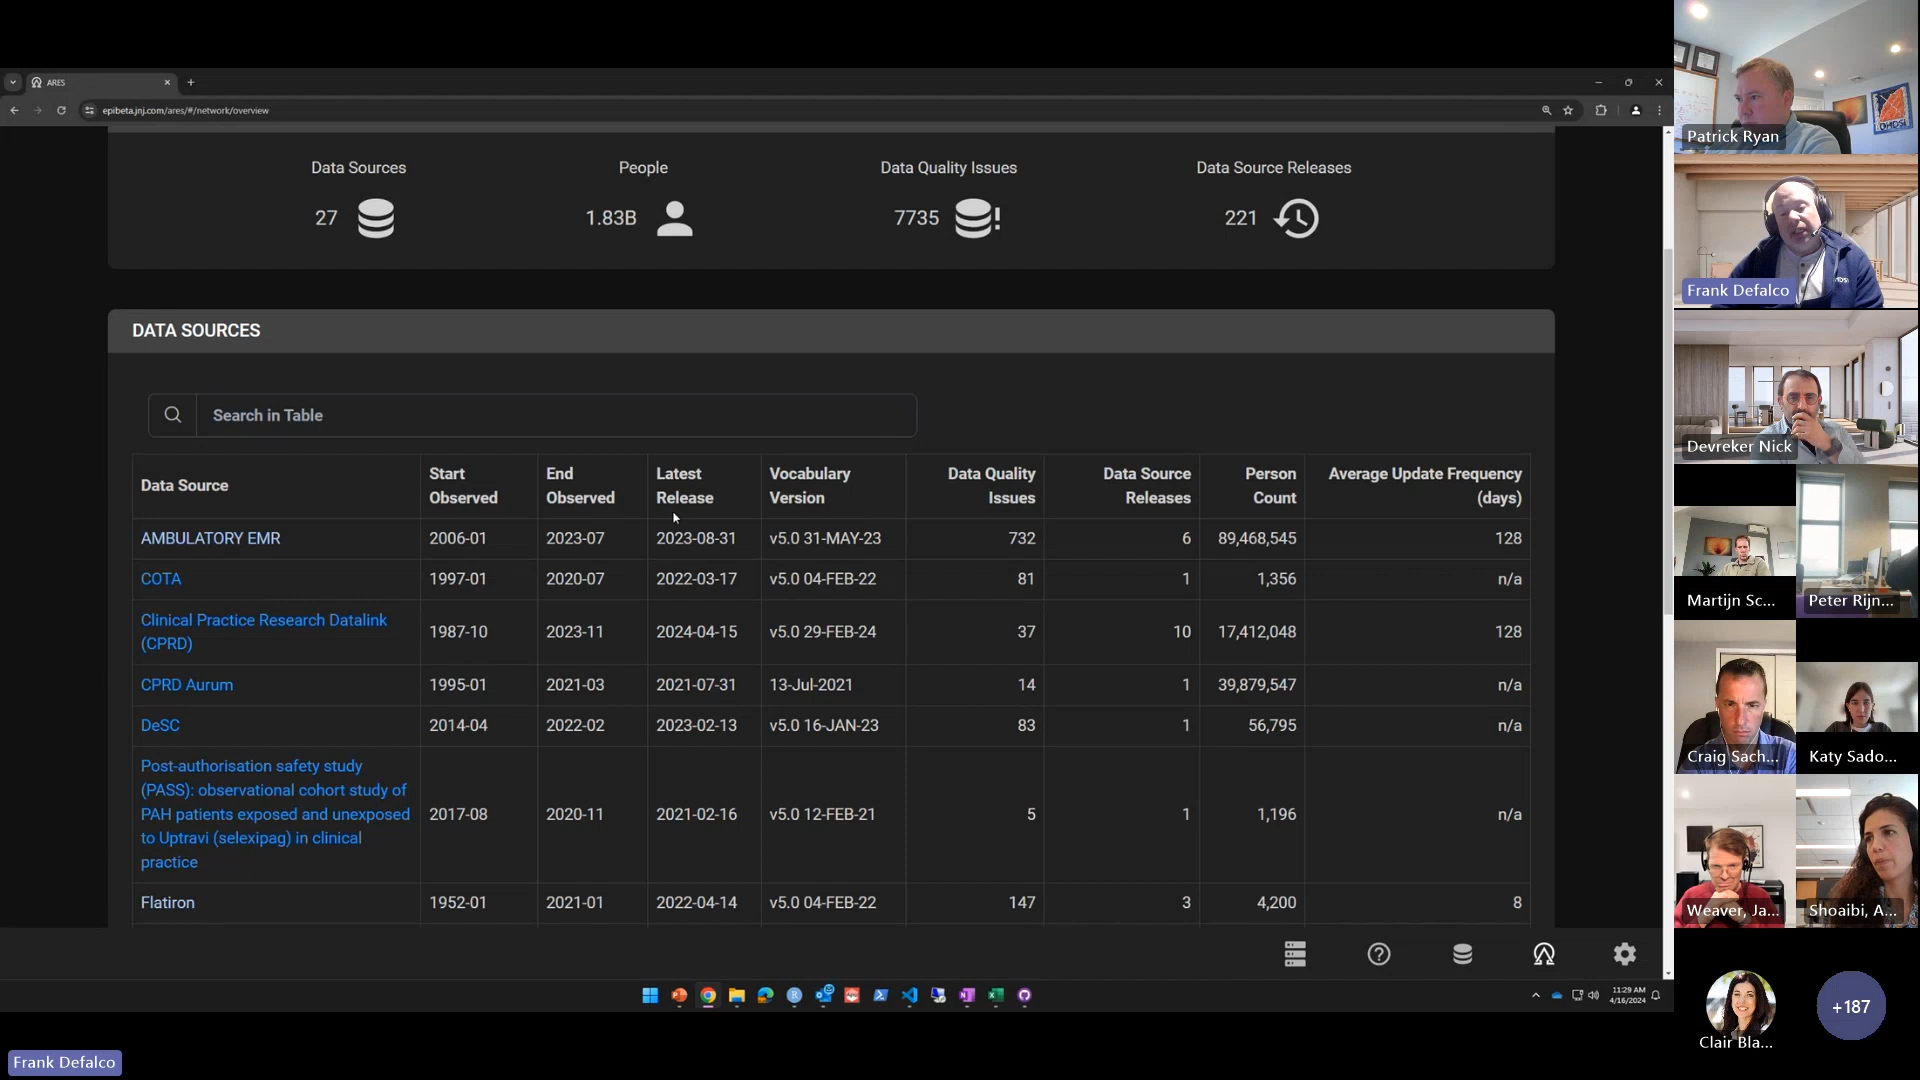 ARES
epibeta.jnj.com/ares/#/network/overview
Data Sources
27
People
1.83B
Data Quality Issues
7735
Data Source Releases
221
DATA SOURCES
Search in Table
Data Source
Start Observed
End Observed
Latest Release
Vocabulary Version
Data Quality Issues
Data Source Releases
Person Count
Average Update Frequency (days)
AMBULATORY EMR 2006-01 2023-07 2023-08-31 v5.0 31-MAY-23 732 6 89,468,545 128
COTA 1997-01 2020-07 2022-03-17 v5.0 04-FEB-22 81 1 1,356 n/a
Clinical Practice Research Datalink
(CPRD) 1987-10 2023-11 2024-04-15 v5.0 29-FEB-24 37 10 17,412,048 128
CPRD Aurum 1995-01 2021-03 2021-07-31 13-Jul-2021 14 1 39,879,547 n/a
DeSC 2014-04 2022-02 2023-02-13 v5.0 16-JAN-23 83 1 56,795 n/a
Post-authorisation safety study
(PASS): observational cohort study of
PAH patients exposed and unexposed
to Uptravi (selexipag) in clinical
practice
2017-08 2020-11 2021-02-16 v5.0 12-FEB-21 5 1 1,196 n/a
Flatiron 1952-01 2021-01 2022-04-14 v5.0 04-FEB-22 147 3 4,200 8
11:29 AM
4/16/2024
Patrick Ryan
OHDSI
Frank Defalco
Devreker Nick
Martijn Sc...
Peter Rijn...
Craig Sach...
Katy Sado...
Weaver, Ja...
Shoaibi, A...
Clair Bla...
+187
Frank Defalco